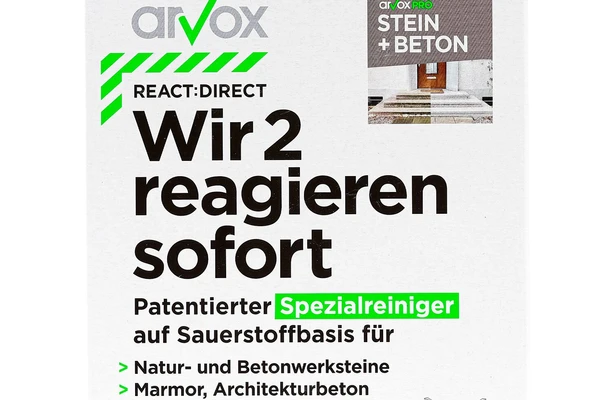 arvox
arvox PRO
STEIN
+ BETON
REACT:DIRECT
Wir 2
reagieren
sofort
Patentierter Spezialreiniger
auf Sauerstoffbasis für
> Natur- und Betonwerksteine
> Marmor, Architekturbeton